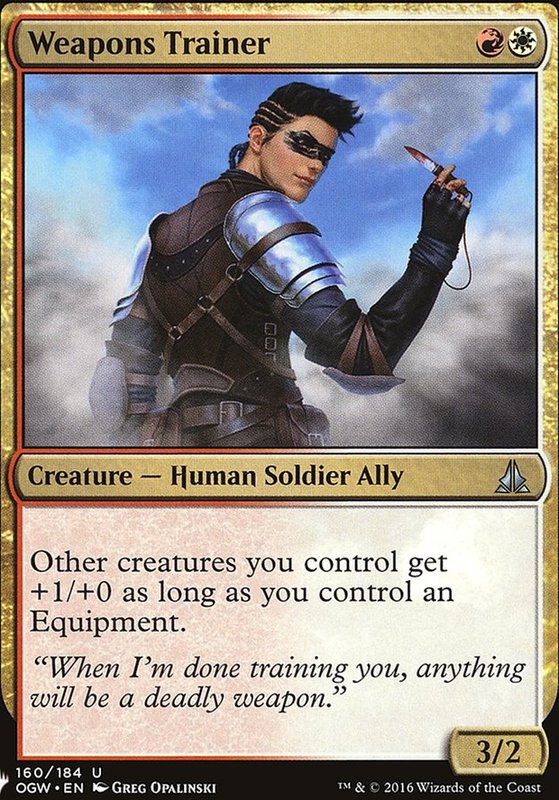 Weapons Trainer
Creature — Human Soldier Ally
Other creatures you control get
+1/+0 as long as you control an
Equipment.
“When I’m done training you, anything
will be a deadly weapon.”
3/2
160/184 U
OGW • EN Greg Opalinski
™ & © 2016 Wizards of the Coast